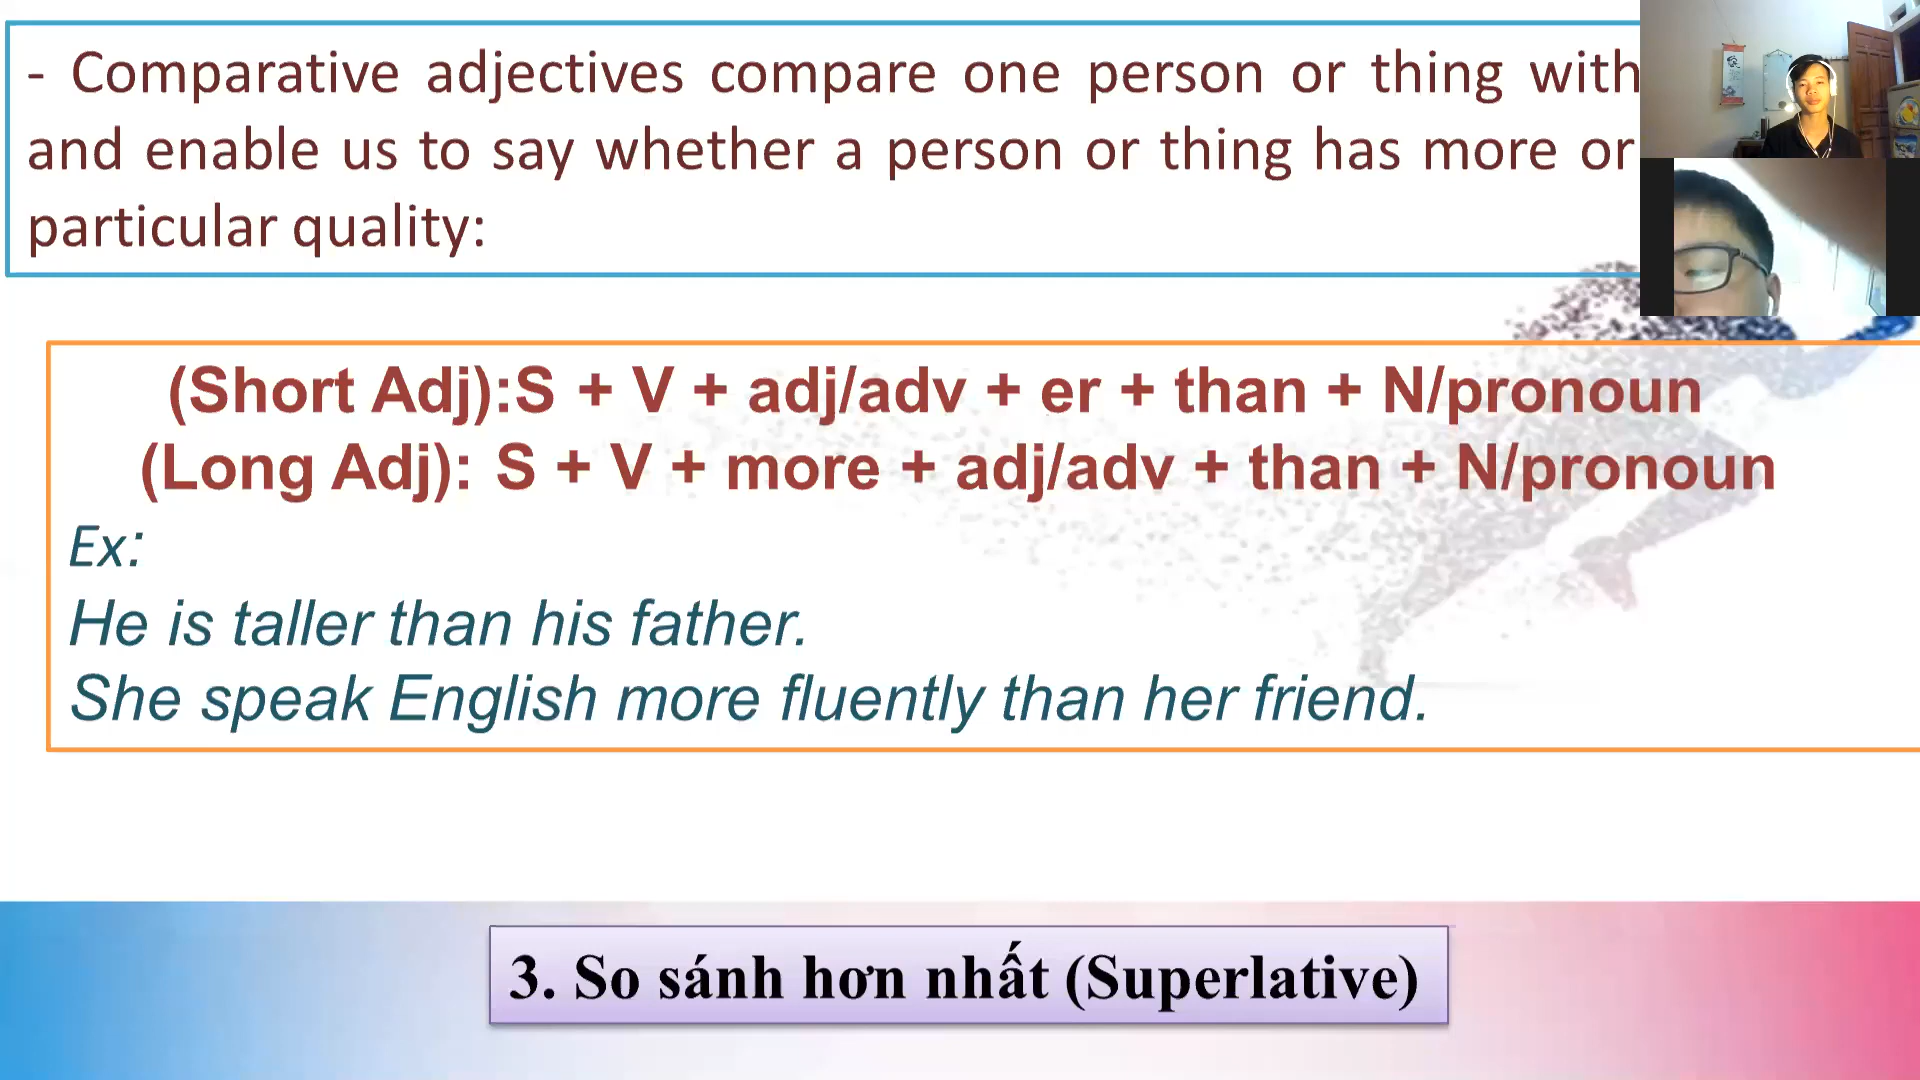 - Comparative adjectives compare one person or thing with
and enable us to say whether a person or thing has more or
particular quality:
(Short Adj):S + V + adj/adv + er + than + N/pronoun
(Long Adj): S + V + more + adj/adv + than + N/pronoun
Ex:
He is taller than his father.
She speak English more fluently than her friend.
3. So sánh hơn nhất (Superlative)